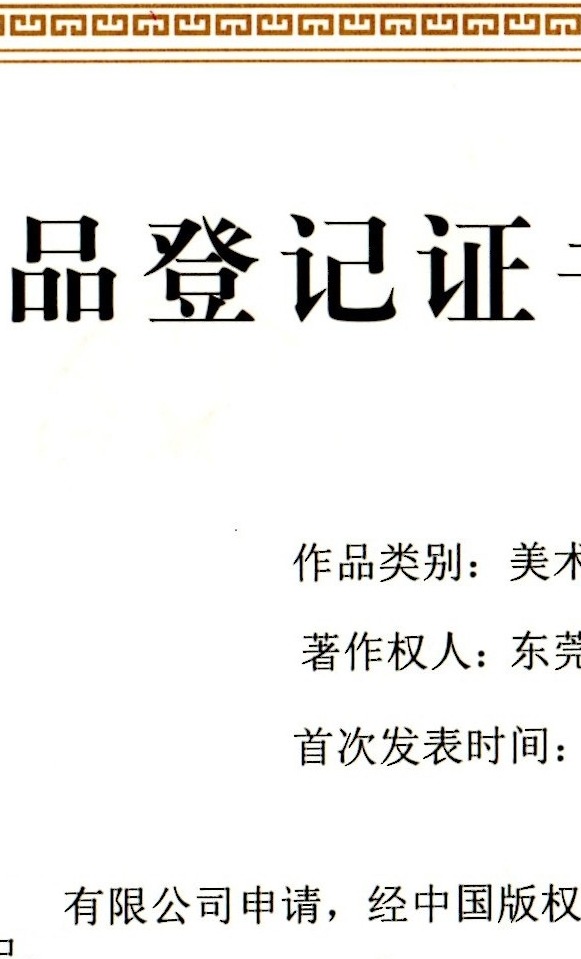 品登记证
作品类别：美术
著作权人：东莞
首次发表时间：
有限公司申请，经中国版权